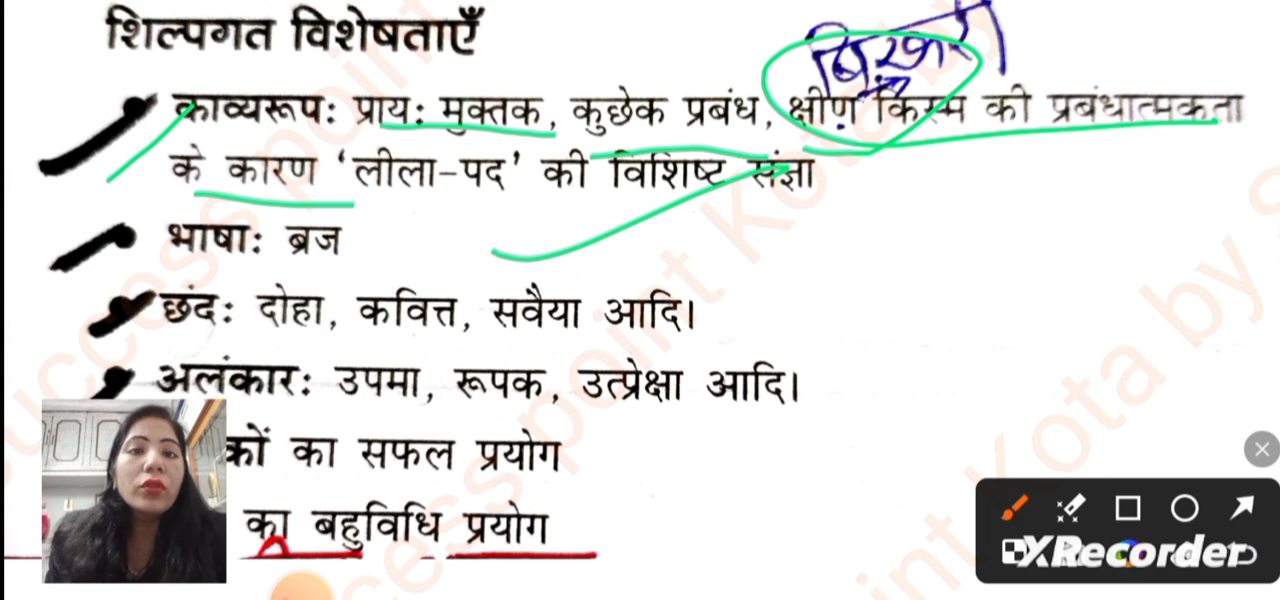 शिल्पगत विशेषताएँ
काव्यरूप: प्रायः मुक्तक, कुछेक प्रबंध, क्षीण किस्म की प्रबंधात्मकता
के कारण ‘लीला-पद’ की विशिष्ट संज्ञा
भाषा: ब्रज
छंद: दोहा, कवित्त, सवैया आदि।
अलंकार: उपमा, रूपक, उत्प्रेक्षा आदि।
कों का सफल प्रयोग
का बहुविधि प्रयोग
XRecorder